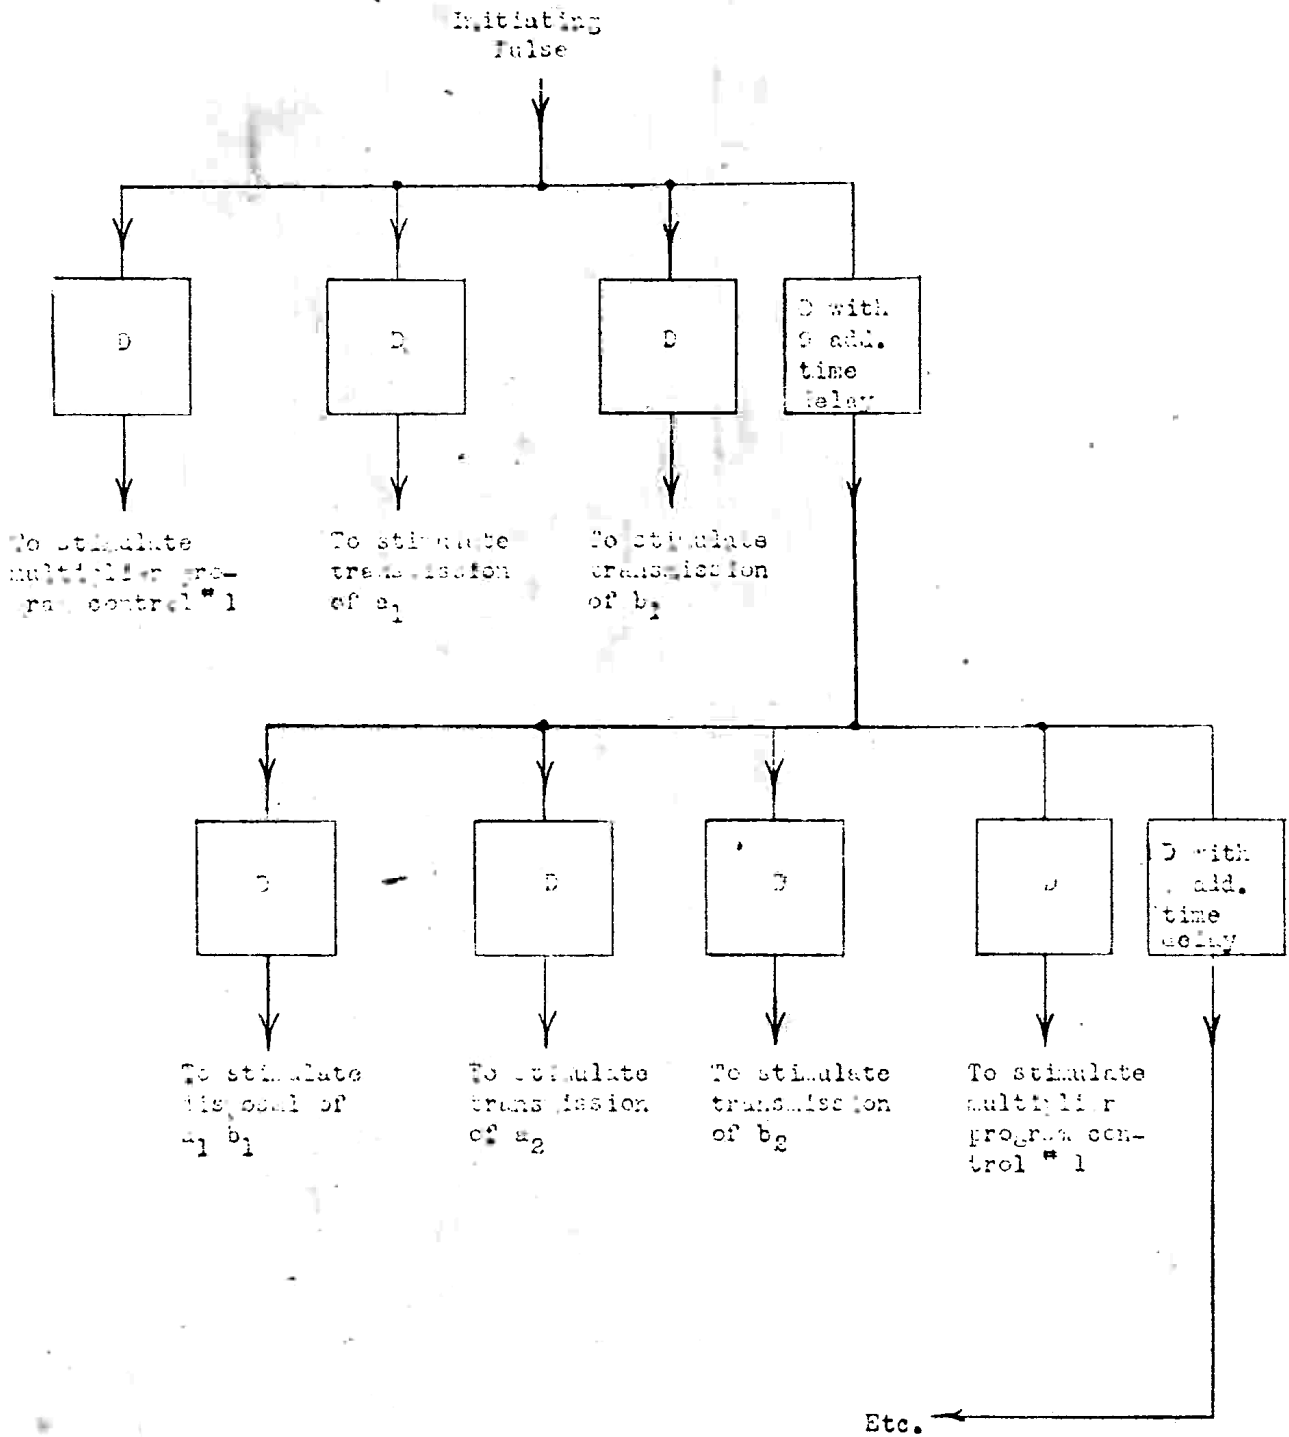 Initiating
Pulse
D
D
D
D with
9 add.
time
delay
To stimulate
multiplier pro-
gram control # 1
To stimulate
transmission
of a1
To stimulate
transmission
of b1
D
D
D
D
D with
add.
time
delay
To stimulate
disposal of
a1 b1
To stimulate
transmission
of a2
To stimulate
transmission
of b2
To stimulate
multiplier
program con-
trol # 1
Etc.